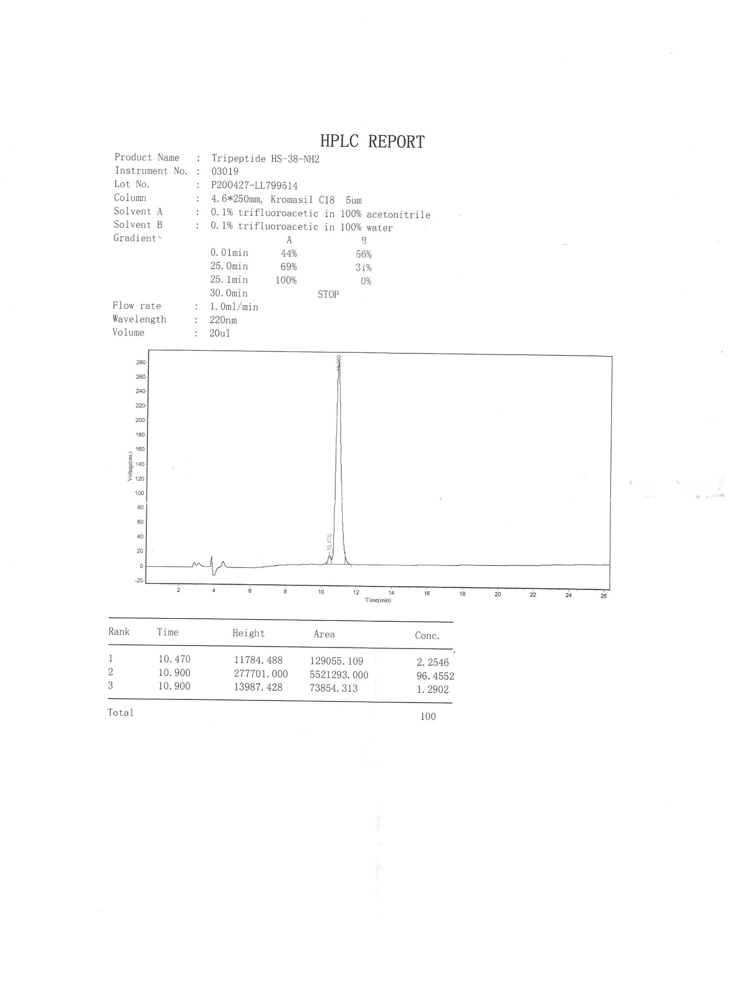 HPLC REPORT
Product Name : Tripeptide HS-38-NH2
Instrument No. : 03019
Lot No. : P200427-LL799514
Column : 4.6*250mm, Kromasil C18 5um
Solvent A : 0.1% trifluoroacetic in 100% acetonitrile
Solvent B : 0.1% trifluoroacetic in 100% water
Gradient
A B
0.01min 44% 56%
25.0min 69% 31%
25.1min 100% 0%
30.0min STOP
Flow rate : 1.0ml/min
Wavelength : 220nm
Volume : 20ul
280
260
240
220
200
180
160
140
120
100
80
60
40
20
0
-20
Voltage(mv)
10.470
2 4 6 8 10 12 14 16 18 20 22 24 26
Time(min)
Rank Time Height Area Conc.
1 10.470 11784.488 129055.109 2.2546
2 10.900 277701.000 5521293.000 96.4552
3 10.900 13987.428 73854.313 1.2902
Total 100